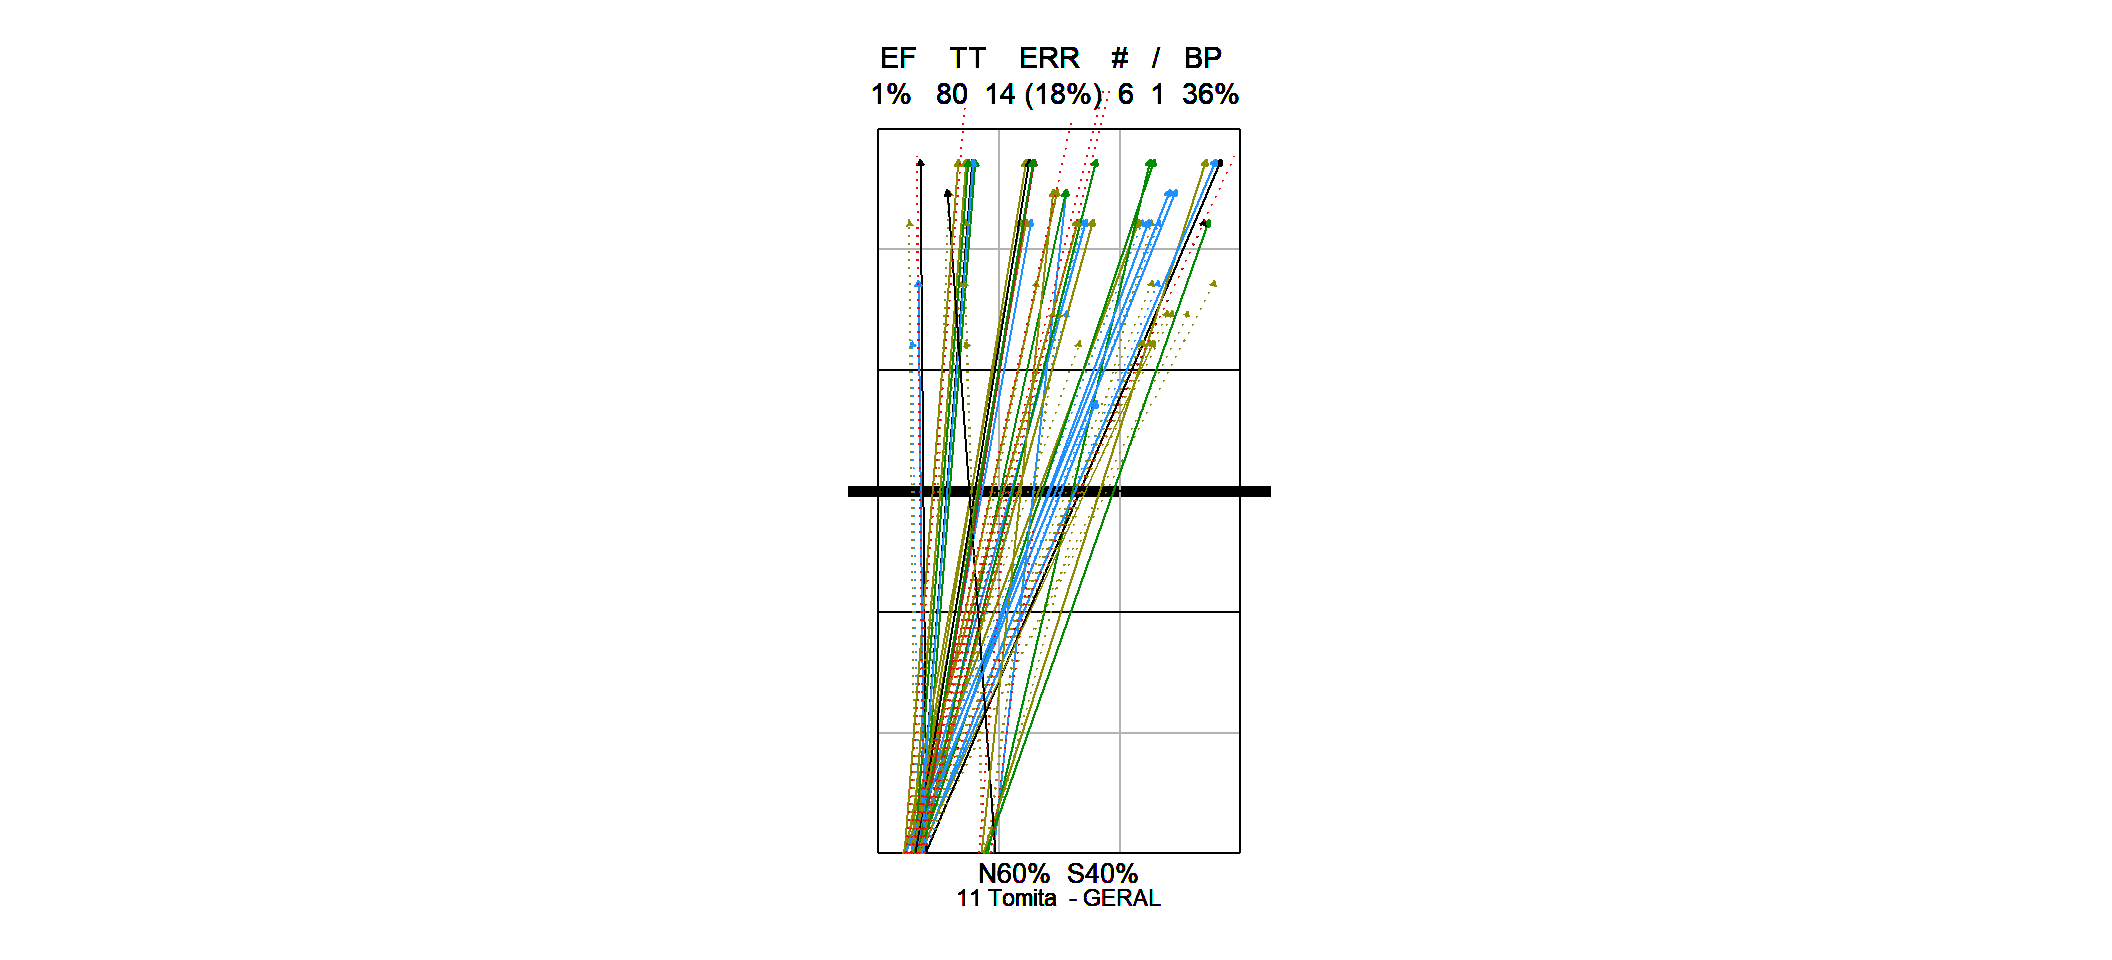 EF TT ERR # / BP
1% 80 14 (18%) 6 1 36%
N60% S40%
11 Tomita - GERAL